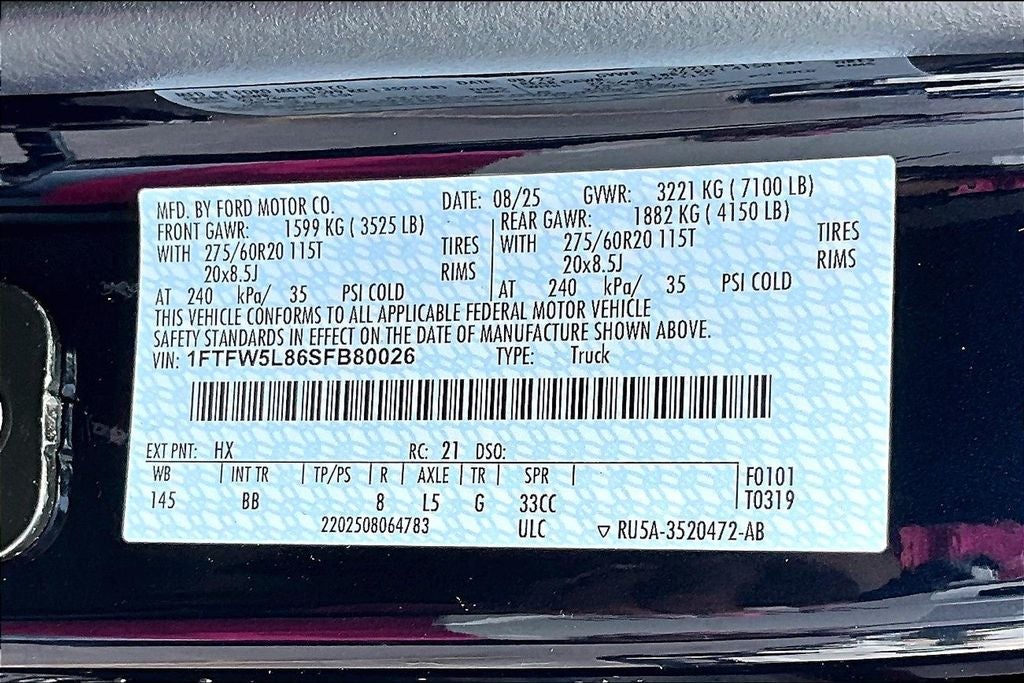 MFD. BY FORD MOTOR CO. DATE: 08/25 GVWR: 3221 KG ( 7100 LB)
FRONT GAWR: 1599 KG ( 3525 LB) REAR GAWR: 1882 KG ( 4150 LB)
WITH 275/60R20 115T TIRES WITH 275/60R20 115T TIRES
20x8.5J RIMS 20x8.5J RIMS
AT 240 kPa/ 35 PSI COLD AT 240 kPa/ 35 PSI COLD
THIS VEHICLE CONFORMS TO ALL APPLICABLE FEDERAL MOTOR VEHICLE
SAFETY STANDARDS IN EFFECT ON THE DATE OF MANUFACTURE SHOWN ABOVE.
VIN: 1FTFW5L86SFB80026 TYPE: Truck
EXT PNT: HX RC: 21 DSO:
WB INT TR TP/PS R AXLE TR SPR F0101
145 BB 8 L5 G 33CC T0319
2202508064783 ULC ▽ RU5A-3520472-AB